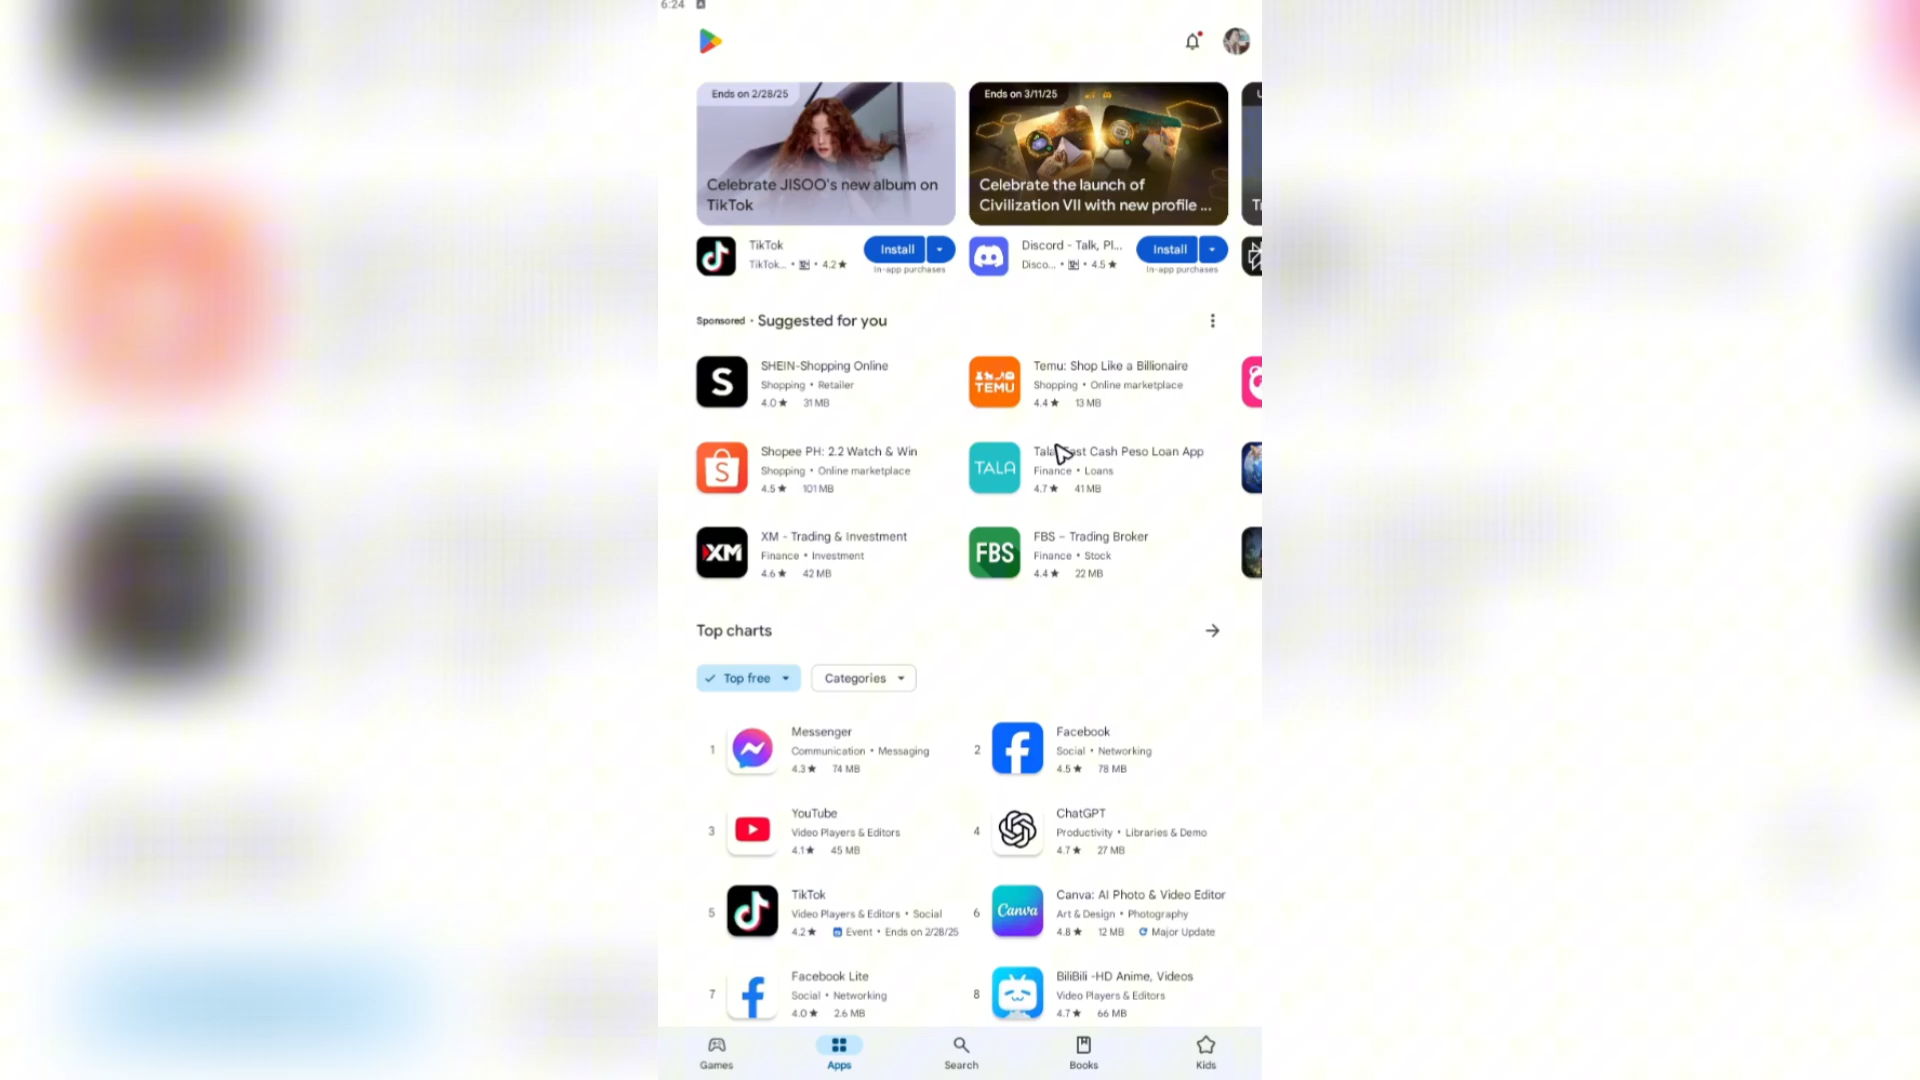 6:24
Ends on 2/28/25
Celebrate JISOO's new album on
TikTok
Ends on 3/11/25
Celebrate the launch of
Civilization VII with new profile ...
TikTok
TikTok... • 4.2★
Install
In-app purchases
Discord - Talk, Pl...
Disco... • 4.5★
Install
In-app purchases
Sponsored • Suggested for you
S
SHEIN-Shopping Online
Shopping • Retailer
4.0★ 31 MB
TEMU
Temu: Shop Like a Billionaire
Shopping • Online marketplace
4.4★ 13 MB
S
Shopee PH: 2.2 Watch & Win
Shopping • Online marketplace
4.5★ 101 MB
TALA
Tala ast Cash Peso Loan App
Finance • Loans
4.7★ 41 MB
XM
XM - Trading & Investment
Finance • Investment
4.6★ 42 MB
FBS
FBS – Trading Broker
Finance • Stock
4.4★ 22 MB
Top charts
Top free
Categories
1
Messenger
Communication • Messaging
4.3★ 74 MB
2
Facebook
Social • Networking
4.5★ 78 MB
3
YouTube
Video Players & Editors
4.1★ 45 MB
4
ChatGPT
Productivity • Libraries & Demo
4.7★ 27 MB
5
TikTok
Video Players & Editors • Social
4.2★ Event • Ends on 2/28/25
6
Canva
Canva: AI Photo & Video Editor
Art & Design • Photography
4.8★ 12 MB Major Update
7
Facebook Lite
Social • Networking
4.0★ 2.6 MB
8
BiliBili -HD Anime, Videos
Video Players & Editors
4.7★ 66 MB
Games
Apps
Search
Books
Kids